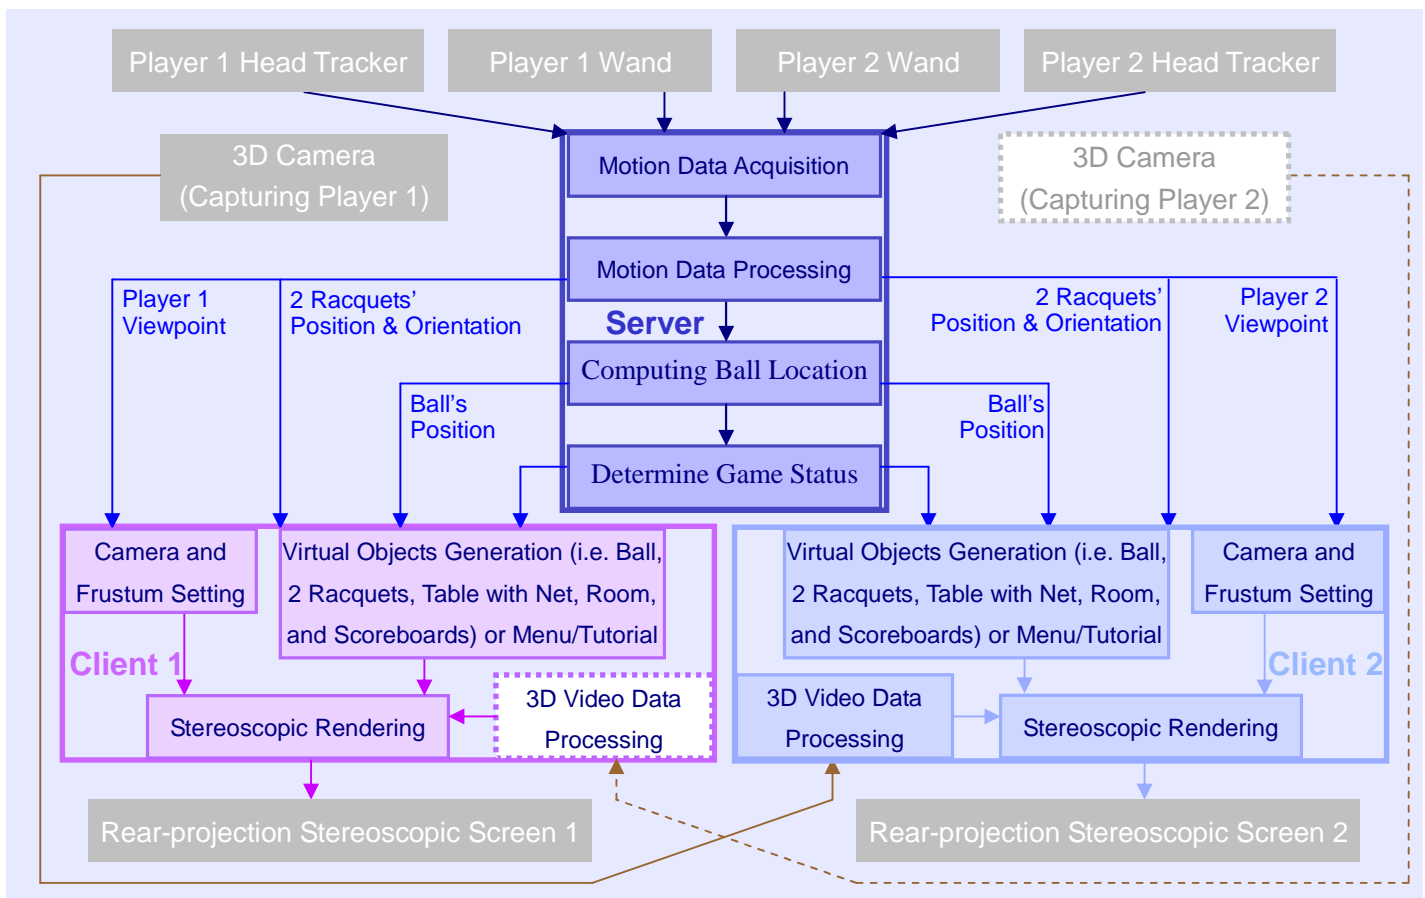 Player 1 Head Tracker
Player 1 Wand
Player 2 Wand
Player 2 Head Tracker
3D Camera
(Capturing Player 1)
Motion Data Acquisition
3D Camera
(Capturing Player 2)
Motion Data Processing
Player 1
Viewpoint
2 Racquets’
Position & Orientation
Server
2 Racquets’
Position & Orientation
Player 2
Viewpoint
Computing Ball Location
Ball's
Position
Ball's
Position
Determine Game Status
Camera and
Frustum Setting
Virtual Objects Generation (i.e. Ball,
2 Racquets, Table with Net, Room,
and Scoreboards) or Menu/Tutorial
Virtual Objects Generation (i.e. Ball,
2 Racquets, Table with Net, Room,
and Scoreboards) or Menu/Tutorial
Camera and
Frustum Setting
Client 1
Client 2
Stereoscopic Rendering
3D Video Data
Processing
3D Video Data
Processing
Stereoscopic Rendering
Rear-projection Stereoscopic Screen 1
Rear-projection Stereoscopic Screen 2